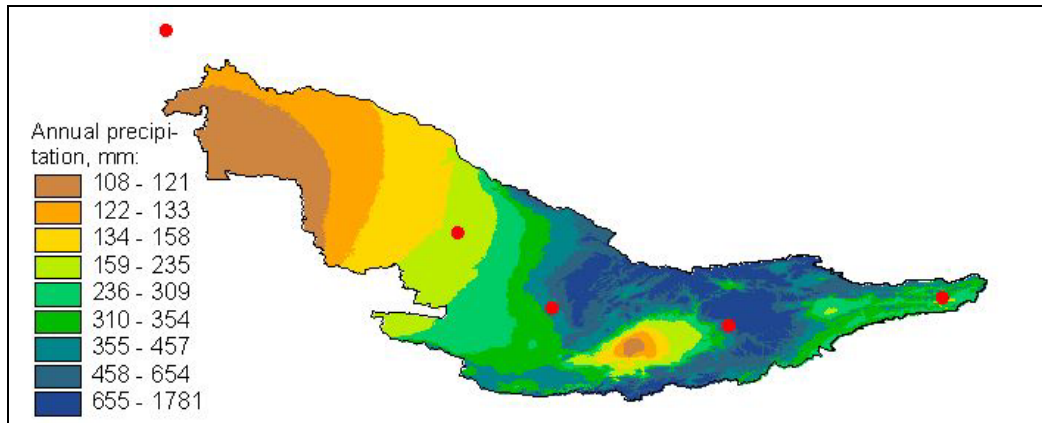 Annual precipi-
tation, mm:
108 - 121
122 - 133
134 - 158
159 - 235
236 - 309
310 - 354
355 - 457
458 - 654
655 - 1781